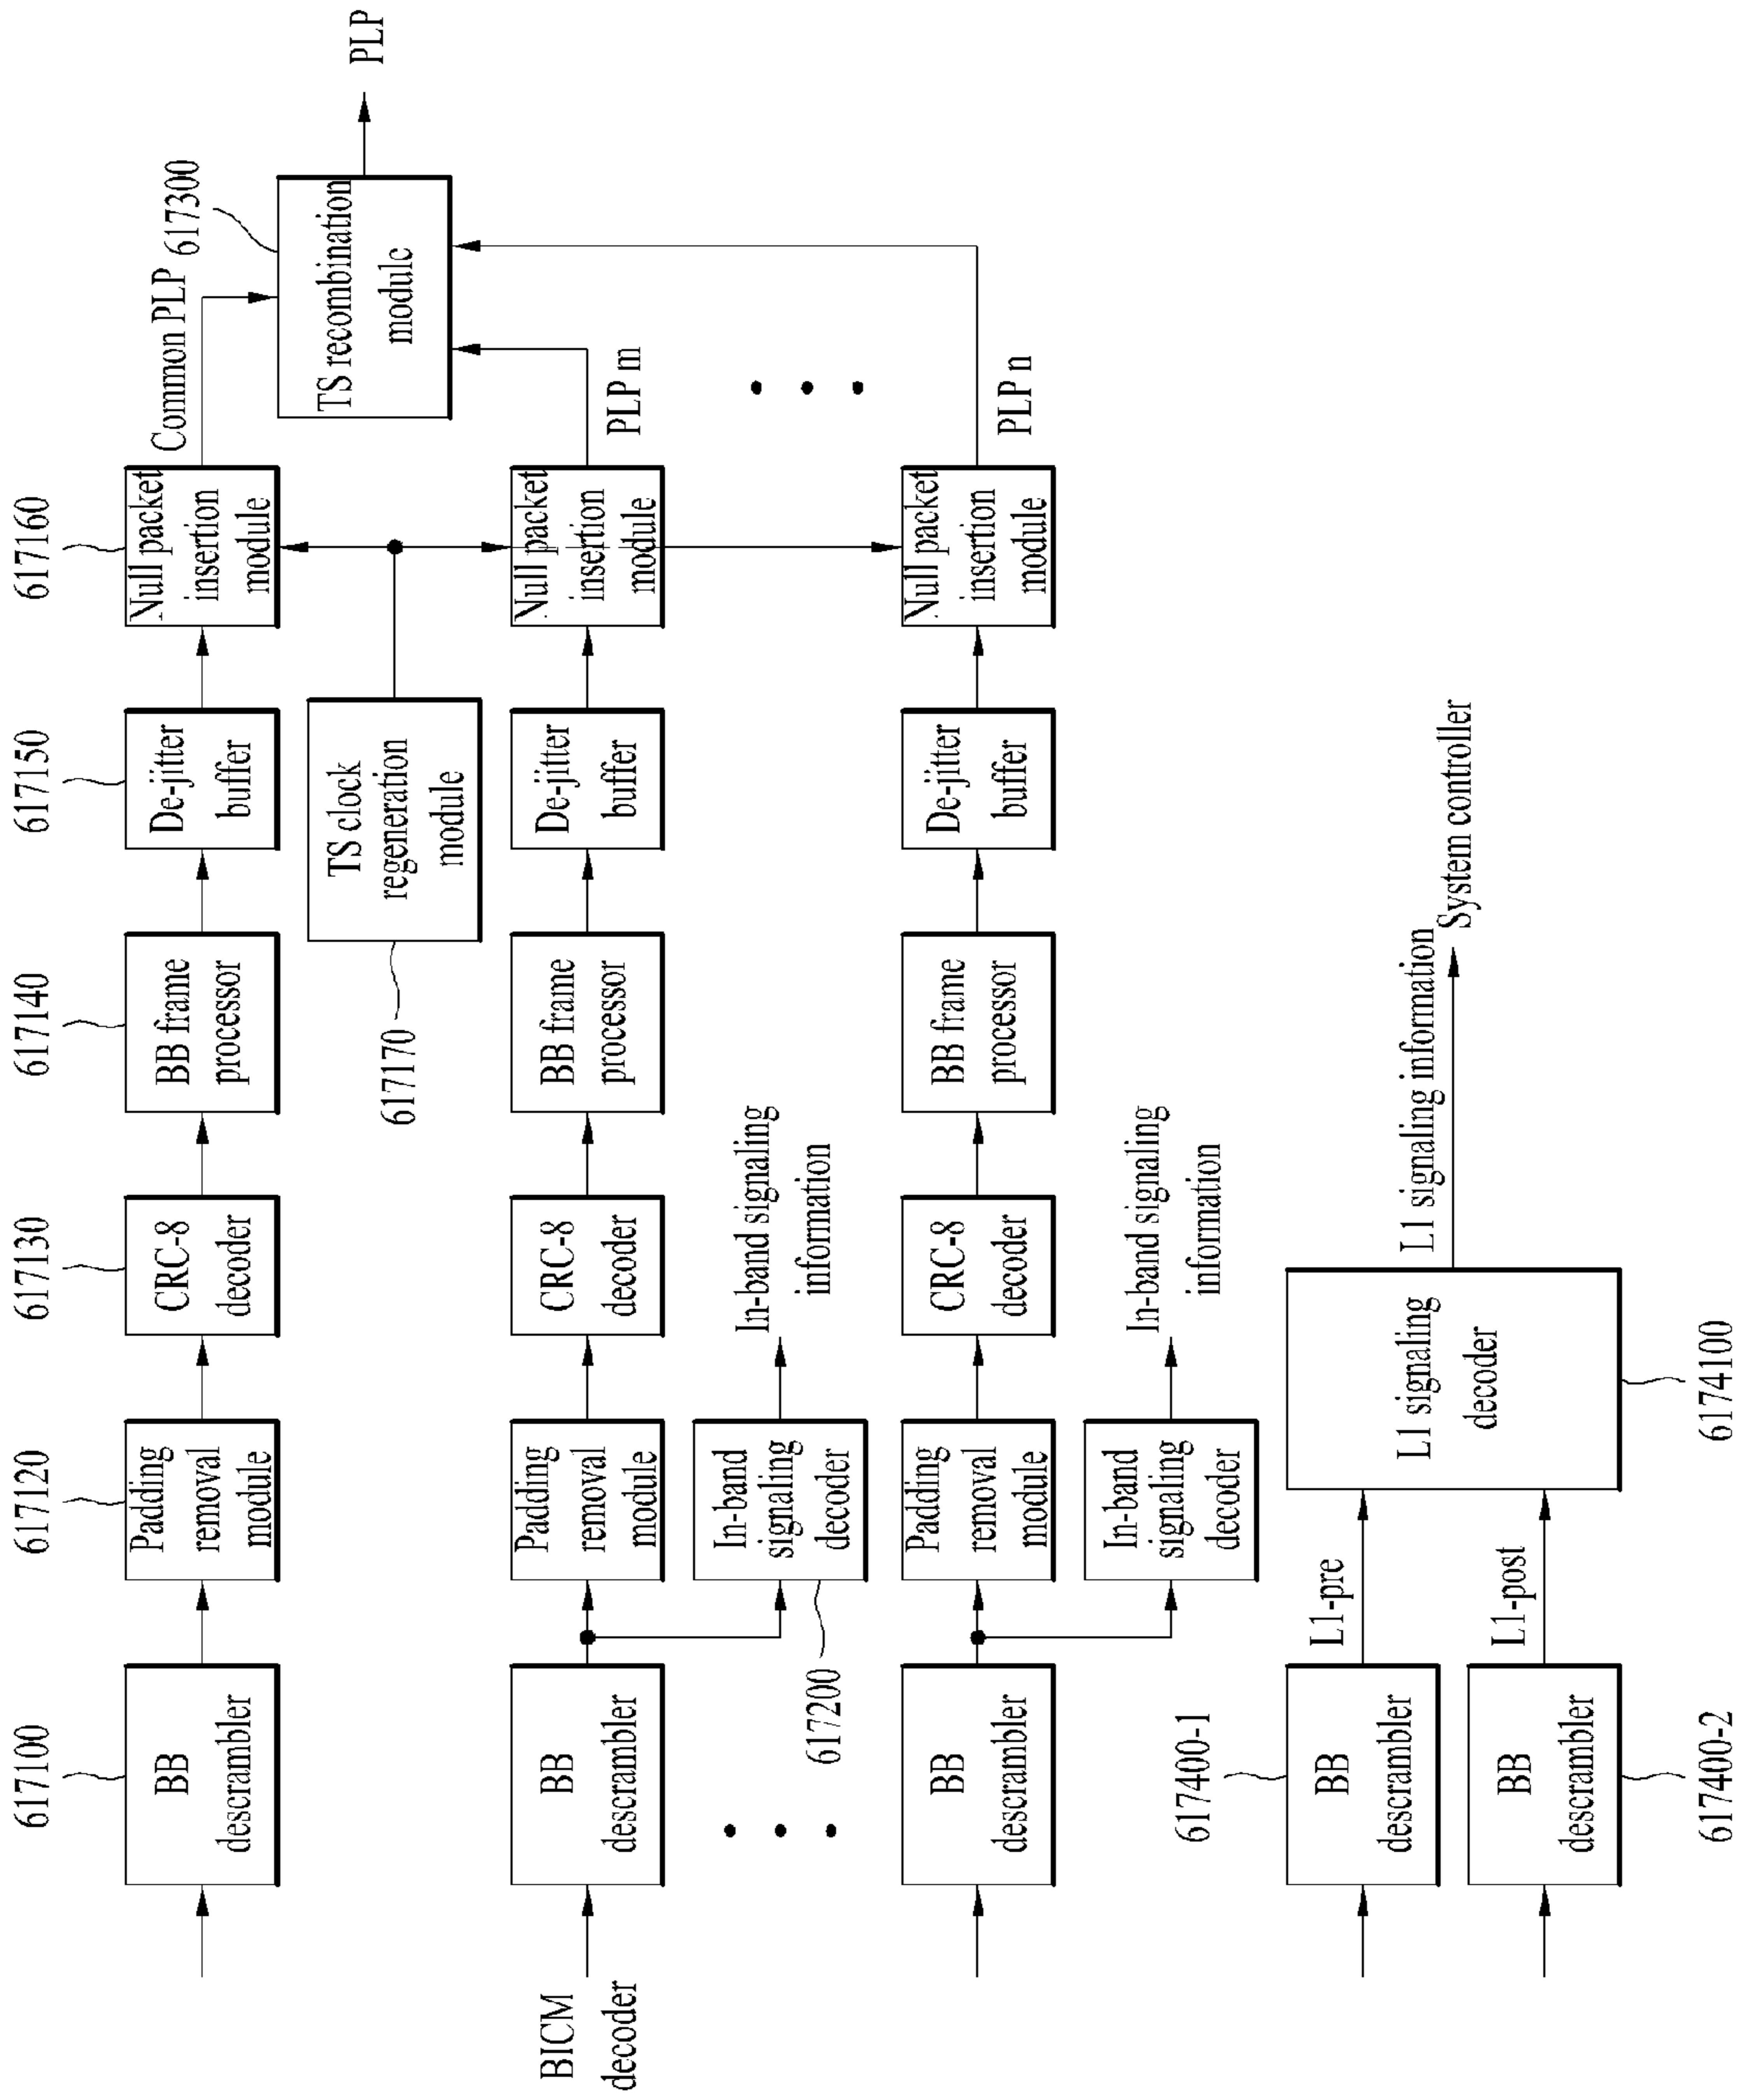 617100
617120
617130
617140
617150
617160
BB
descrambler
Padding
removal
module
CRC-8
decoder
BB frame
processor
De-jitter
buffer
Null packet
insertion
module
Common PLP
617300
TS recombination
module
PLP
617170
TS clock
regeneration
module
BICM
decoder
BB
descrambler
Padding
removal
module
CRC-8
decoder
BB frame
processor
De-jitter
buffer
Null packet
insertion
module
PLP m
617200
In-band
signaling
decoder
In-band signaling
information
BB
descrambler
Padding
removal
module
CRC-8
decoder
BB frame
processor
De-jitter
buffer
Null packet
insertion
module
PLP n
In-band
signaling
decoder
In-band signaling
information
617400-1
BB
descrambler
L1-pre
BB
descrambler
617400-2
L1-post
L1 signaling
decoder
6174100
L1 signaling information
System controller